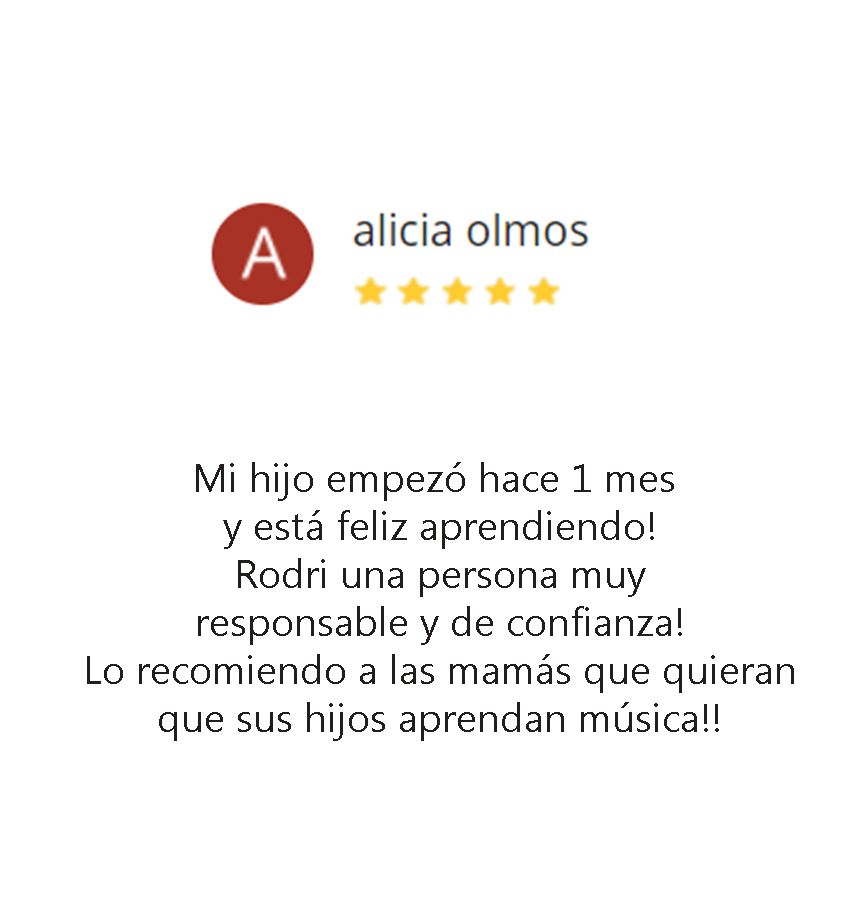 A
alicia olmos
Mi hijo empezó hace 1 mes
y está feliz aprendiendo!
Rodri una persona muy
responsable y de confianza!
Lo recomiendo a las mamás que quieran
que sus hijos aprendan música!!